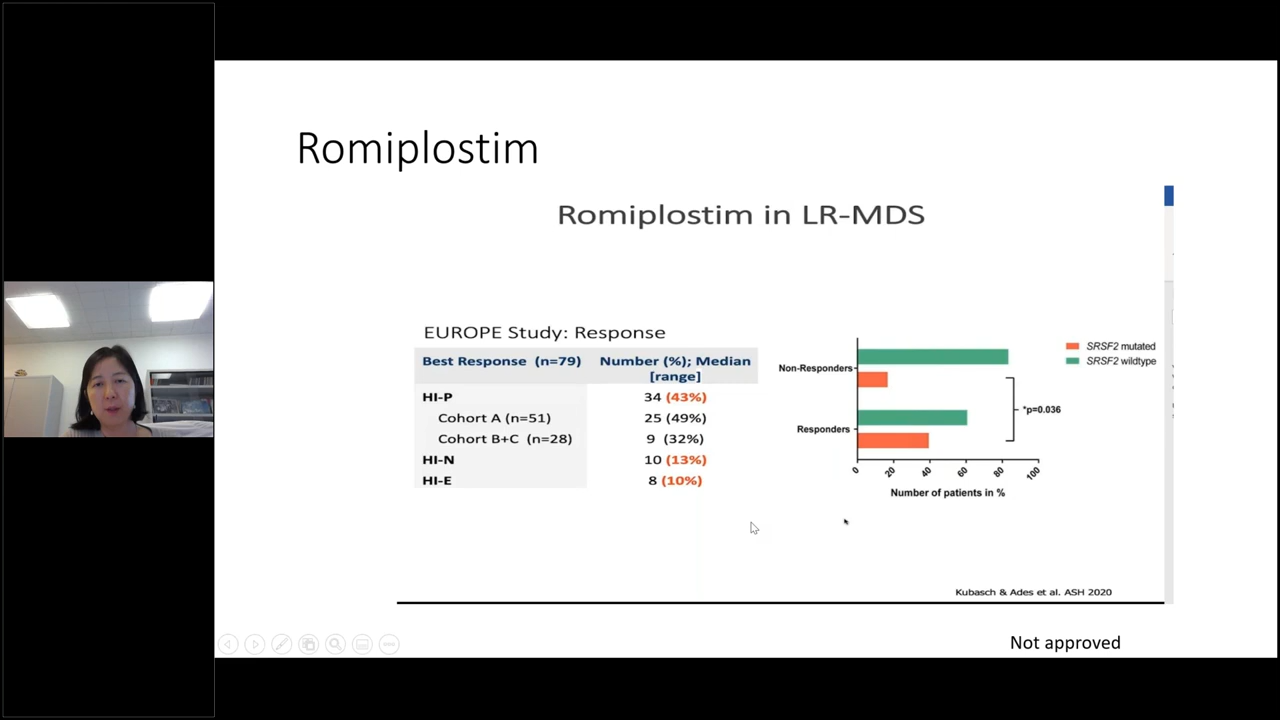 Romiplostim
Romiplostim in LR-MDS
EUROPE Study: Response
Best Response (n=79) Number (%); Median
[range]
HI-P 34 (43%)
Cohort A (n=51) 25 (49%)
Cohort B+C (n=28) 9 (32%)
HI-N 10 (13%)
HI-E 8 (10%)
SRSF2 mutated
SRSF2 wildtype
Non-Responders
*p=0.036
Responders
0 20 40 60 80 100
Number of patients in %
Kubasch & Ades et al. ASH 2020
Not approved